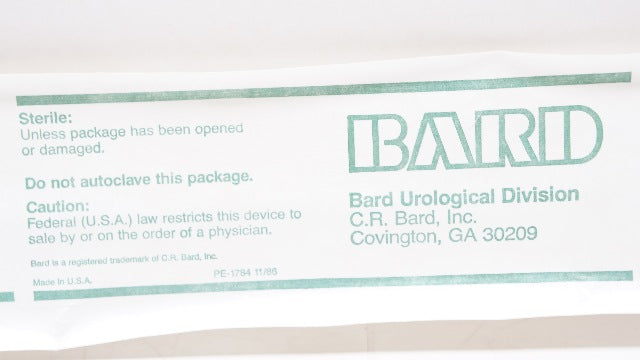 Sterile:
Unless package has been opened
or damaged.
Do not autoclave this package.
Caution:
Federal (U.S.A.) law restricts this device to
sale by or on the order of a physician.
Bard is a registered trademark of C.R. Bard, Inc.
Made in U.S.A.
PE-1784 11/86
BARD
Bard Urological Division
C.R. Bard, Inc.
Covington, GA 30209